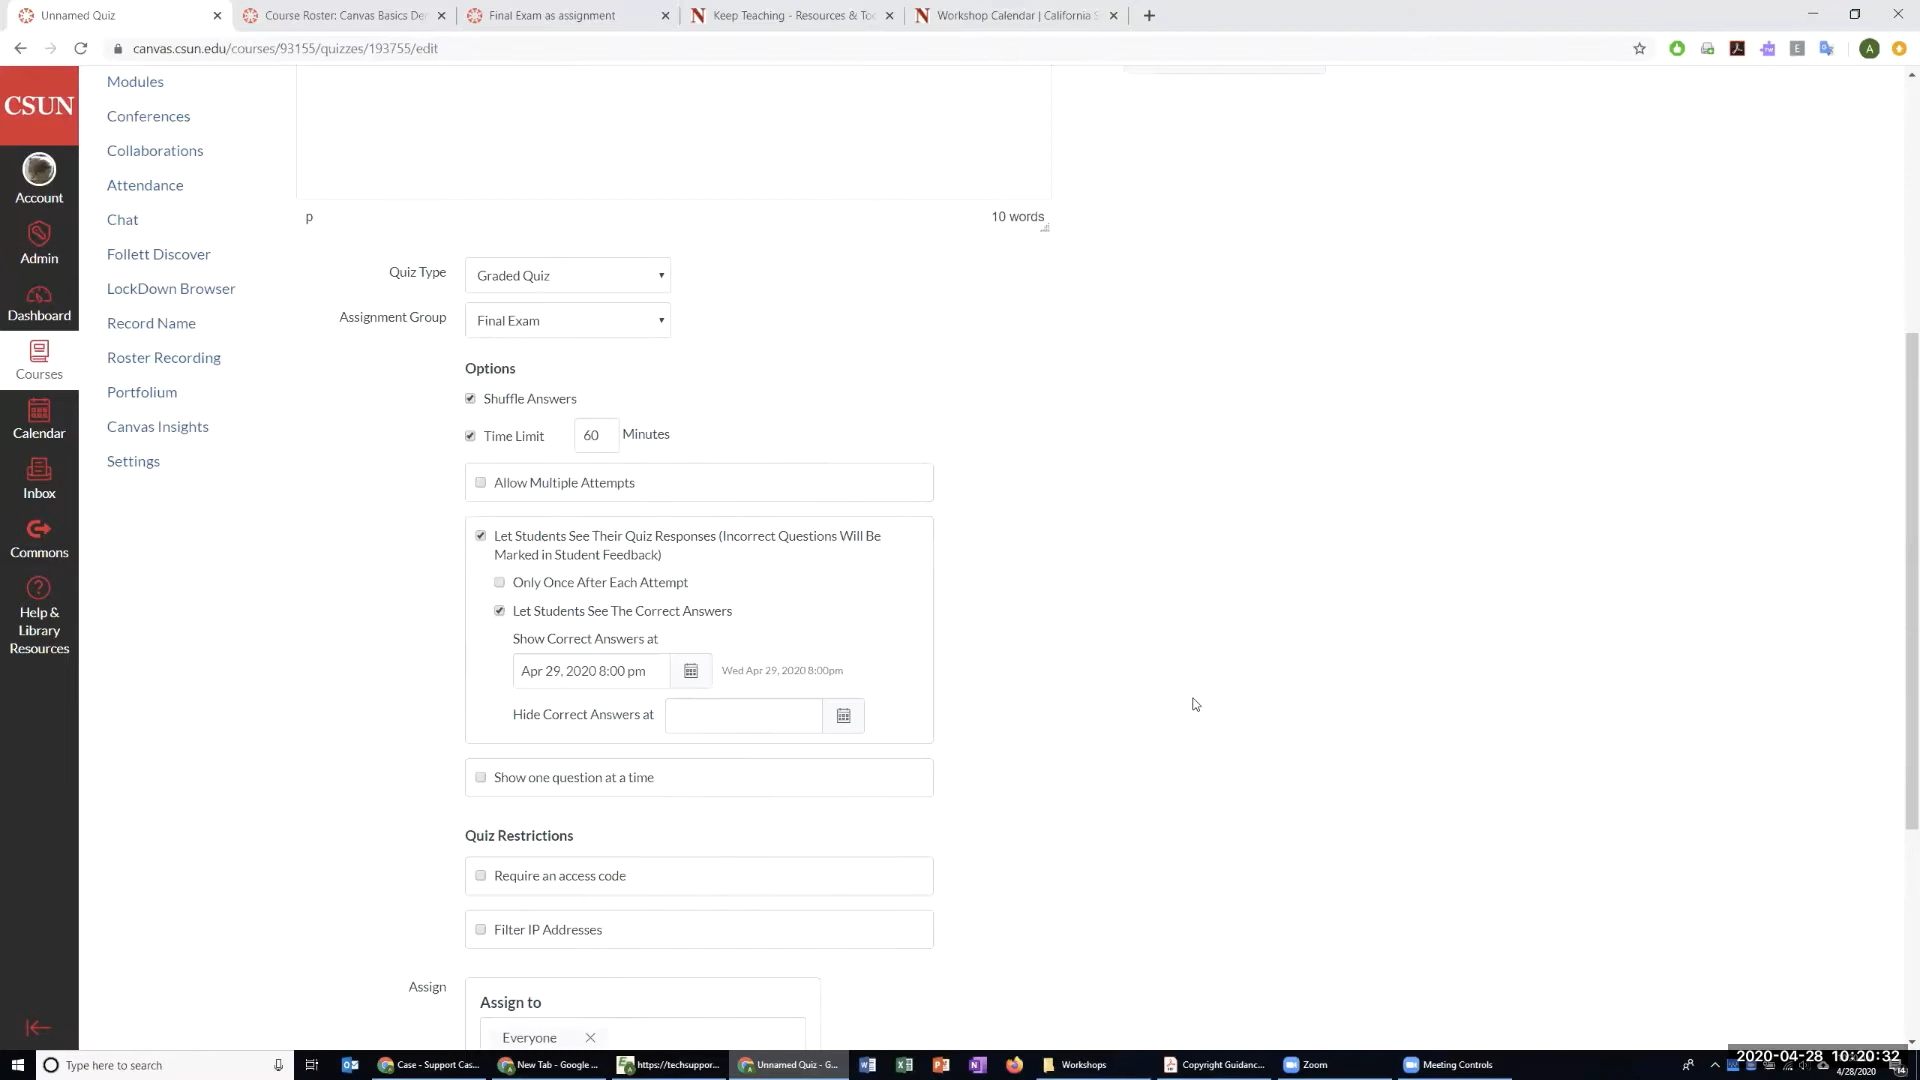 Unnamed Quiz
Course Roster: Canvas Basics De
Final Exam as assignment
Keep Teaching - Resources & To
Workshop Calendar | California S
canvas.csun.edu/courses/93155/quizzes/193755/edit
A
CSUN
Account
Admin
Dashboard
Courses
Calendar
Inbox
Commons
Help &
Library
Resources
Modules
Conferences
Collaborations
Attendance
Chat
Follett Discover
LockDown Browser
Record Name
Roster Recording
Portfolium
Canvas Insights
Settings
p
10 words
Quiz Type
Graded Quiz
Assignment Group
Final Exam
Options
Shuffle Answers
Time Limit
60
Minutes
Allow Multiple Attempts
Let Students See Their Quiz Responses (Incorrect Questions Will Be
Marked in Student Feedback)
Only Once After Each Attempt
Let Students See The Correct Answers
Show Correct Answers at
Apr 29, 2020 8:00 pm
Wed Apr 29, 2020 8:00pm
Hide Correct Answers at
Show one question at a time
Quiz Restrictions
Require an access code
Filter IP Addresses
Assign
Assign to
Everyone
Type here to search
Case - Support Cas...
New Tab - Google ...
https://techsuppor...
Unnamed Quiz - G...
Workshops
Copyright Guidanc...
Zoom
Meeting Controls
2020-04-28 10:20:32
4/28/2020